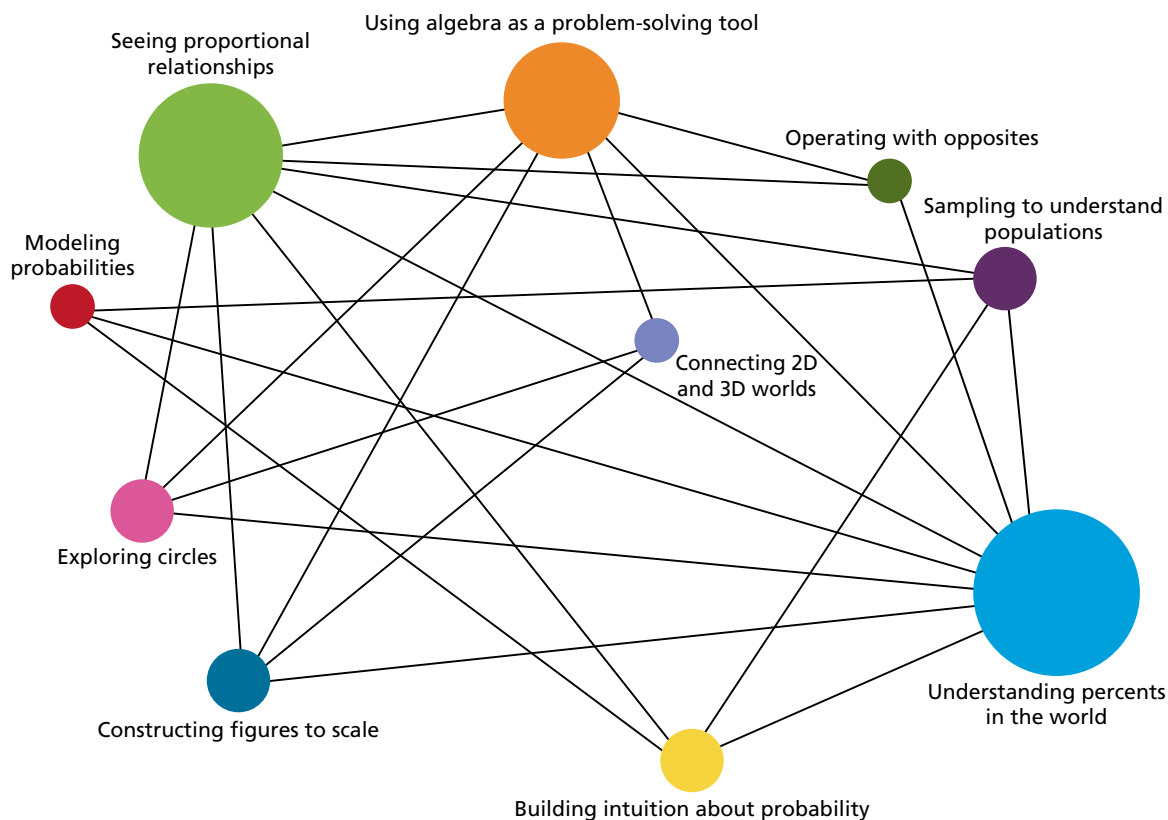 Using algebra as a problem-solving tool
Seeing proportional
relationships
Operating with opposites
Sampling to understand
populations
Modeling
probabilities
Connecting 2D
and 3D worlds
Exploring circles
Understanding percents
in the world
Constructing figures to scale
Building intuition about probability